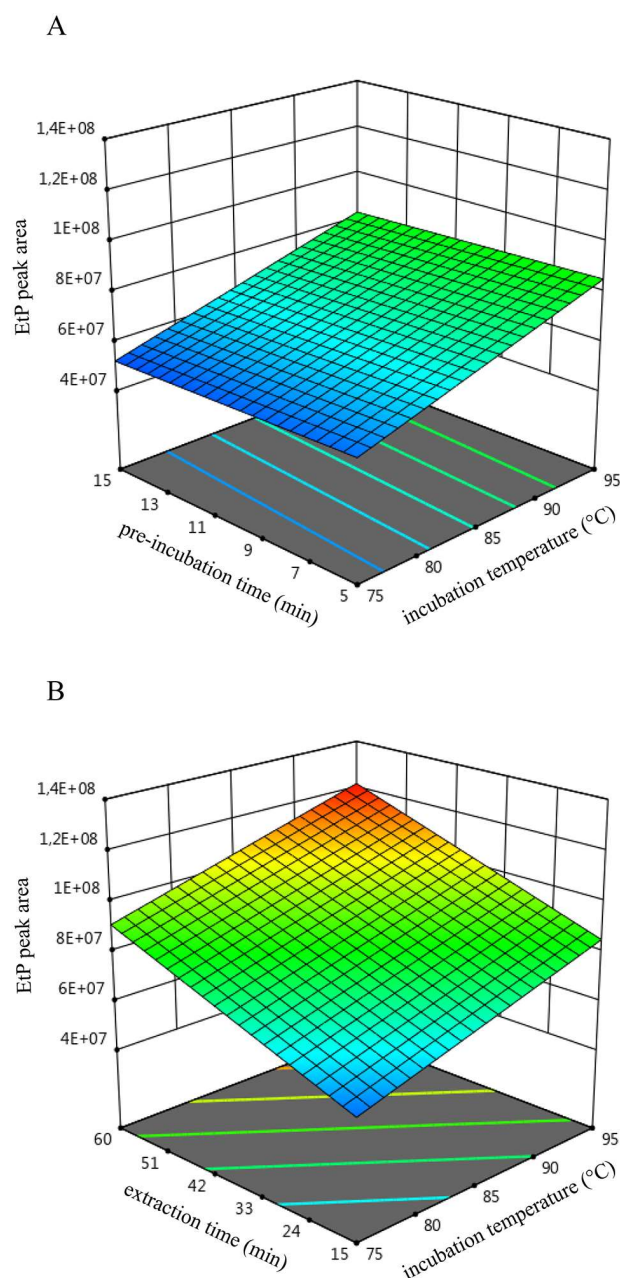 A
1,4E+08
1,2E+08
1E+08
8E+07
6E+07
4E+07
EtP peak area
15
13
11
9
7
5
pre-incubation time (min)
75
80
85
90
95
incubation temperature (°C)
B
1,4E+08
1,2E+08
1E+08
8E+07
6E+07
4E+07
EtP peak area
60
51
42
33
24
15
extraction time (min)
75
80
85
90
95
incubation temperature (°C)